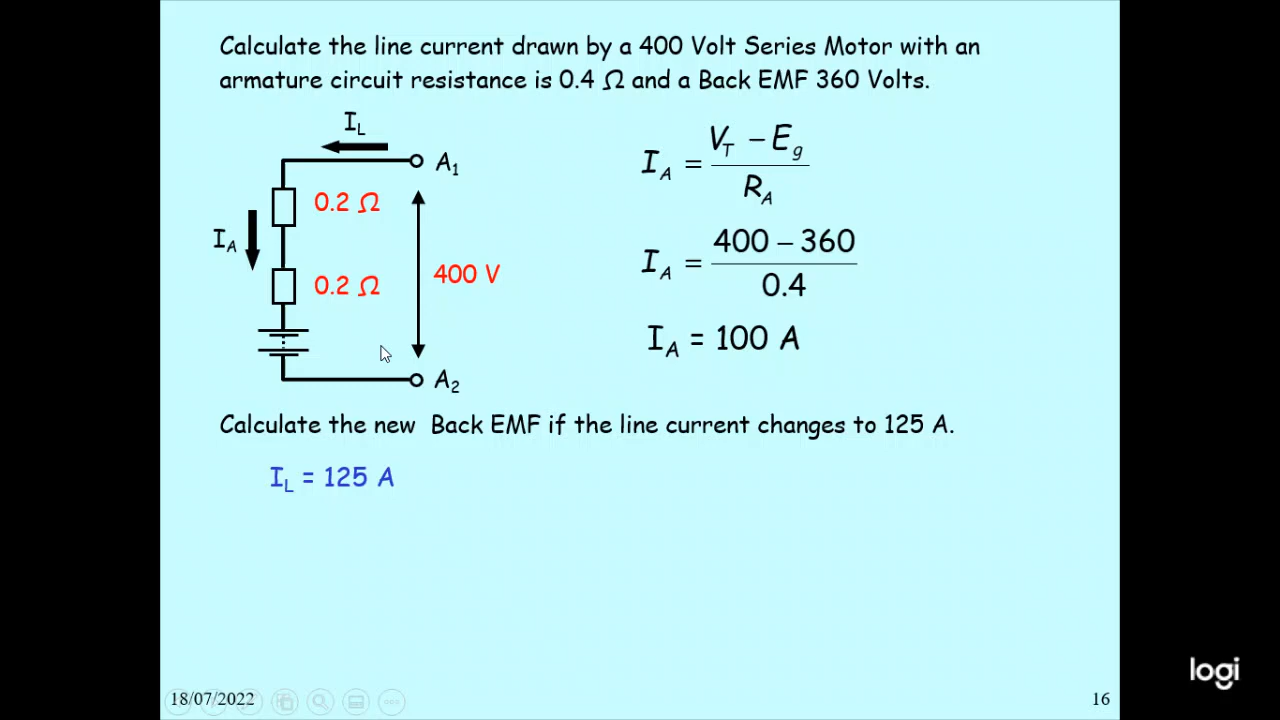 Calculate the line current drawn by a 400 Volt Series Motor with an
armature circuit resistance is 0.4 Ω and a Back EMF 360 Volts.
I_L
A_1
0.2 Ω
I_A
0.2 Ω
400 V
A_2
I_A = (V_T − E_g) / R_A
I_A = (400 − 360) / 0.4
I_A = 100 A
Calculate the new Back EMF if the line current changes to 125 A.
I_L = 125 A
18/07/2022
16
logi